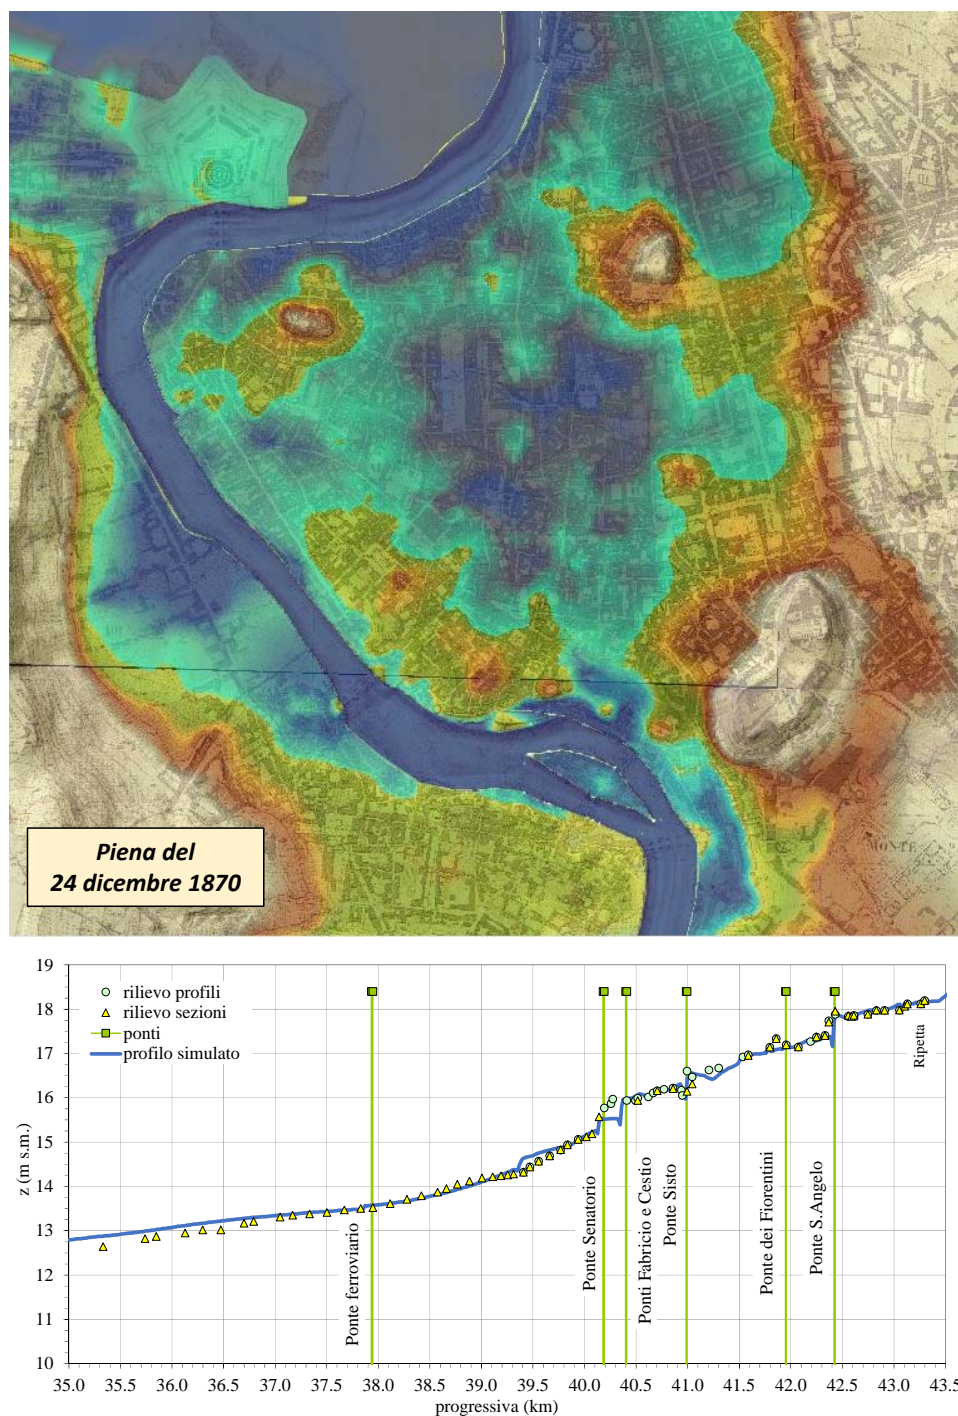 MONTE
Piena del
24 dicembre 1870
19
18
17
16
15
14
13
12
11
10
z (m s.m.)
rilievo profili
rilievo sezioni
ponti
profilo simulato
Ponte ferroviario
Ponte Senatorio
Ponti Fabricio e Cestio
Ponte Sisto
Ponte dei Fiorentini
Ponte S.Angelo
Ripetta
35.0 35.5 36.0 36.5 37.0 37.5 38.0 38.5 39.0 39.5 40.0 40.5 41.0 41.5 42.0 42.5 43.0 43.5
progressiva (km)